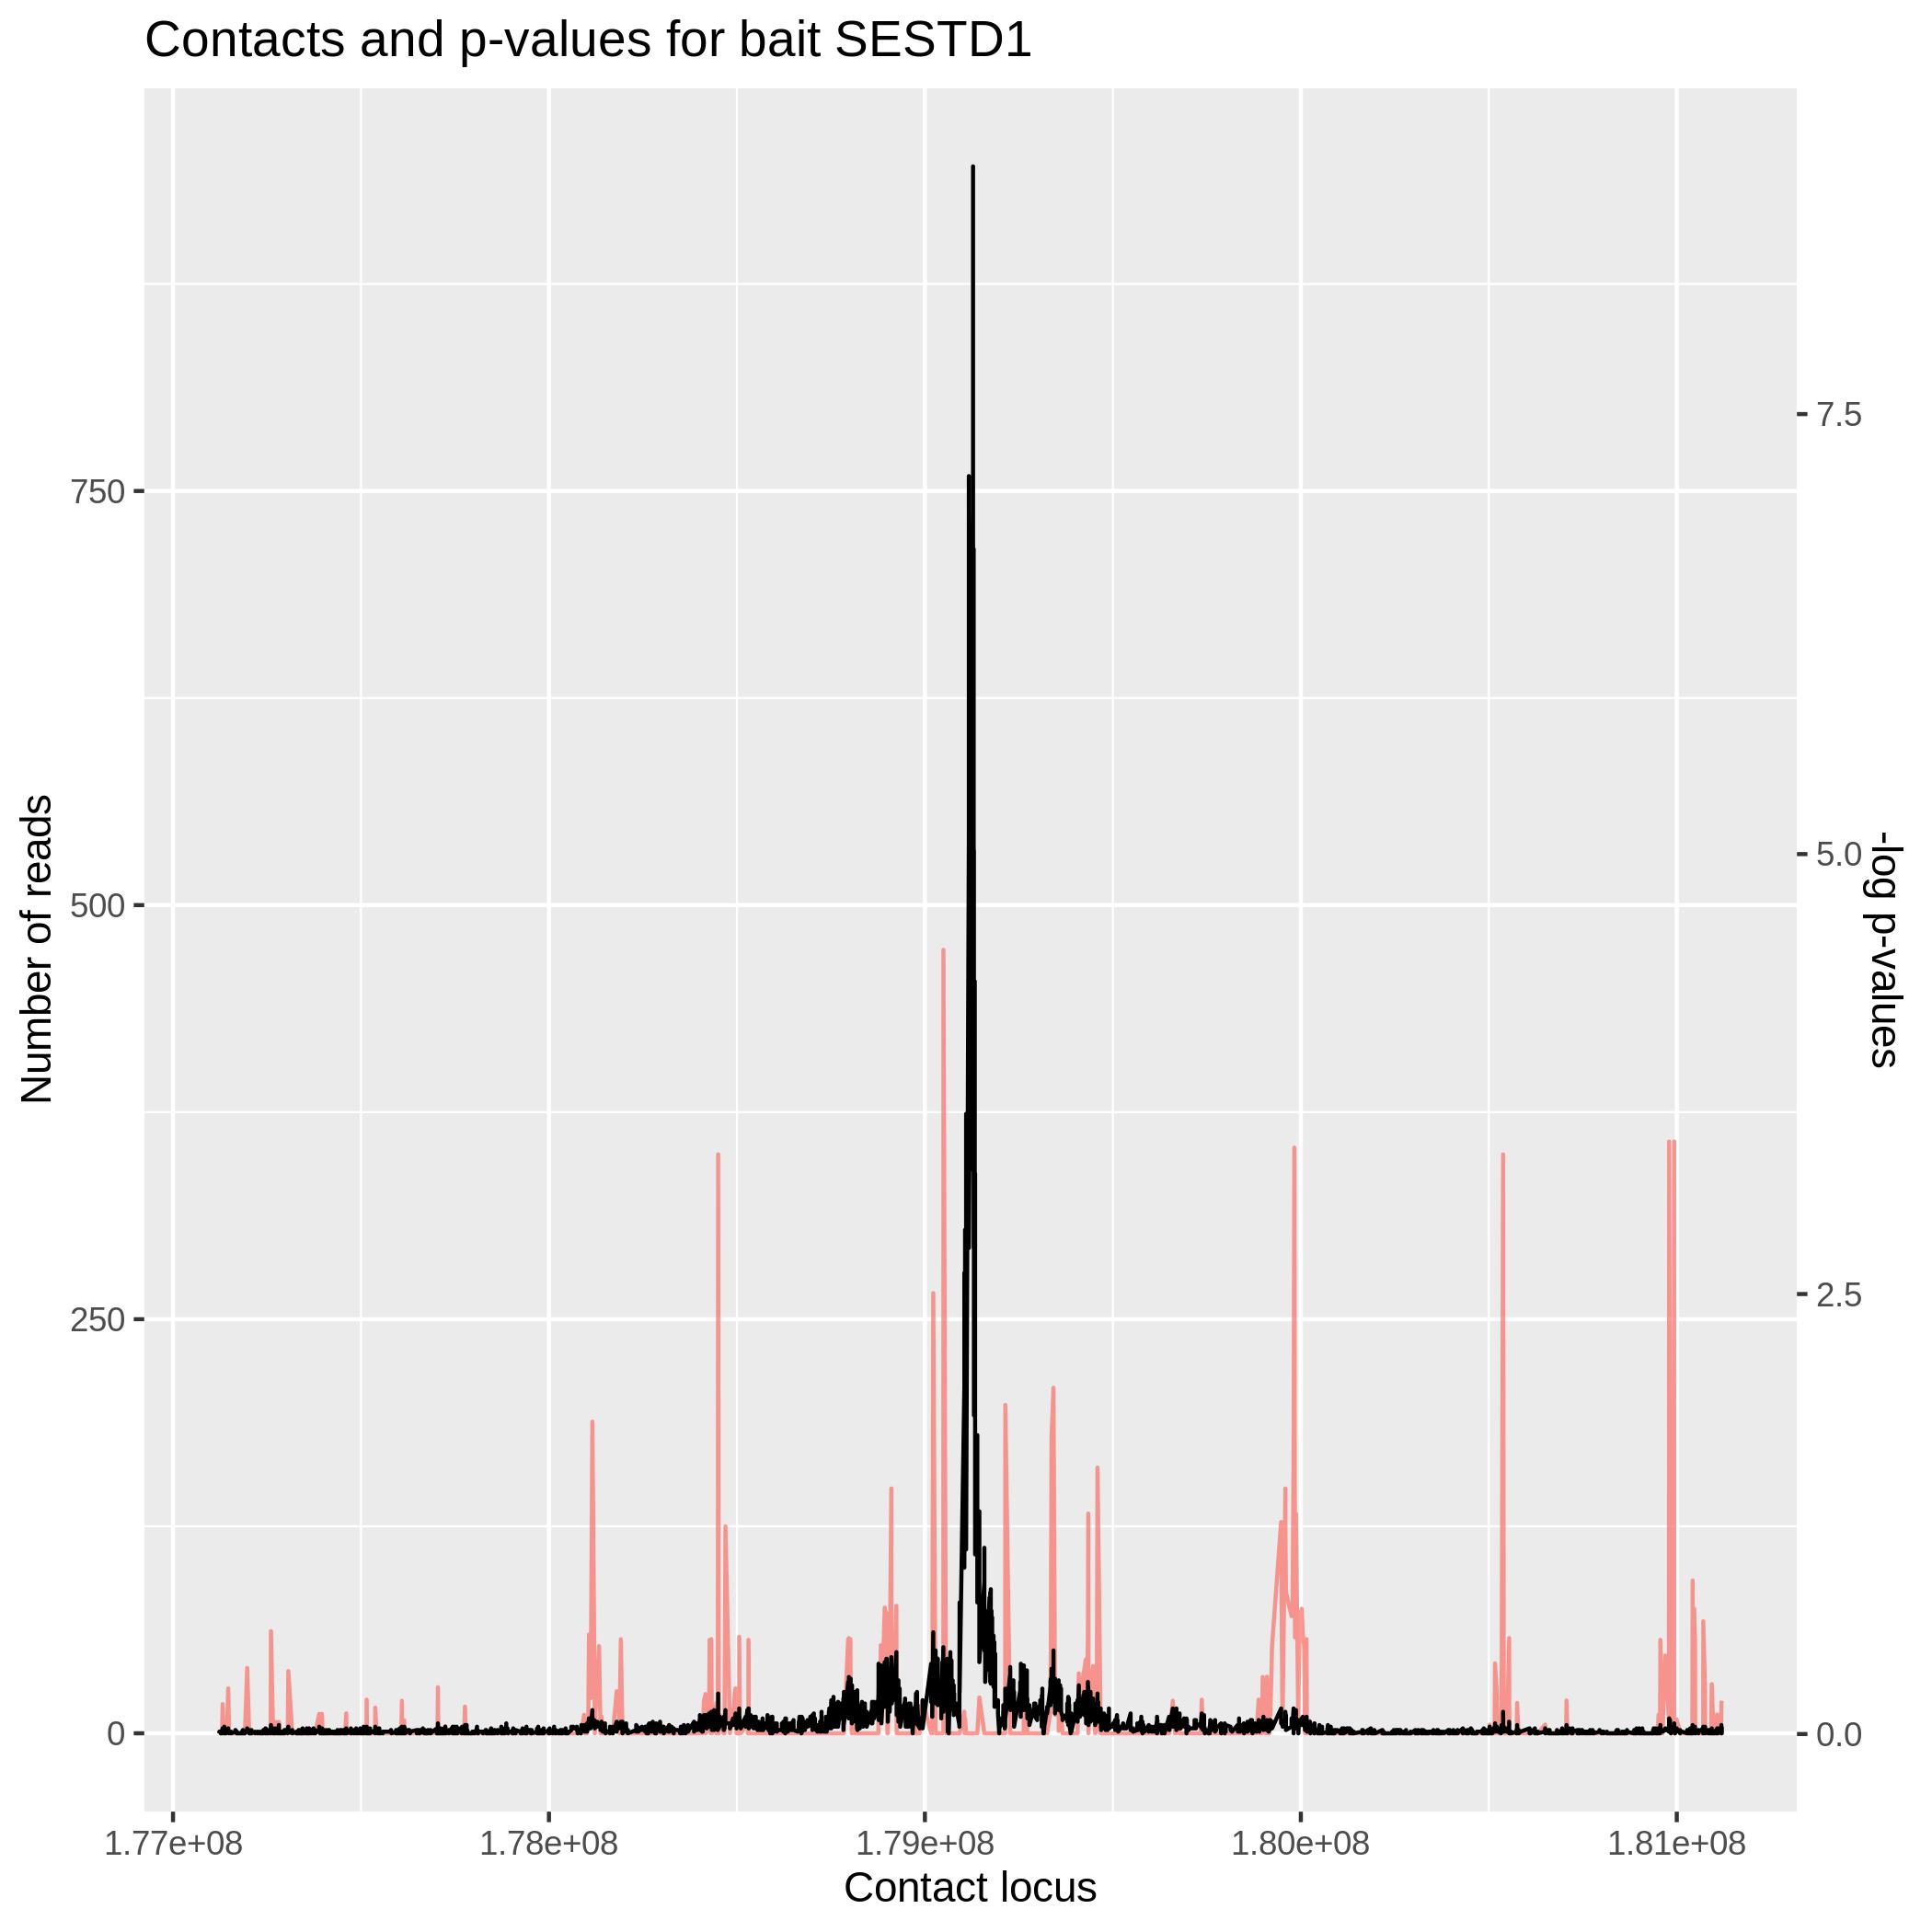 Contacts and p-values for bait SESTD1
Number of reads
750
500
250
0
7.5
5.0
2.5
0.0
-log p-values
1.77e+08 1.78e+08 1.79e+08 1.80e+08 1.81e+08
Contact locus